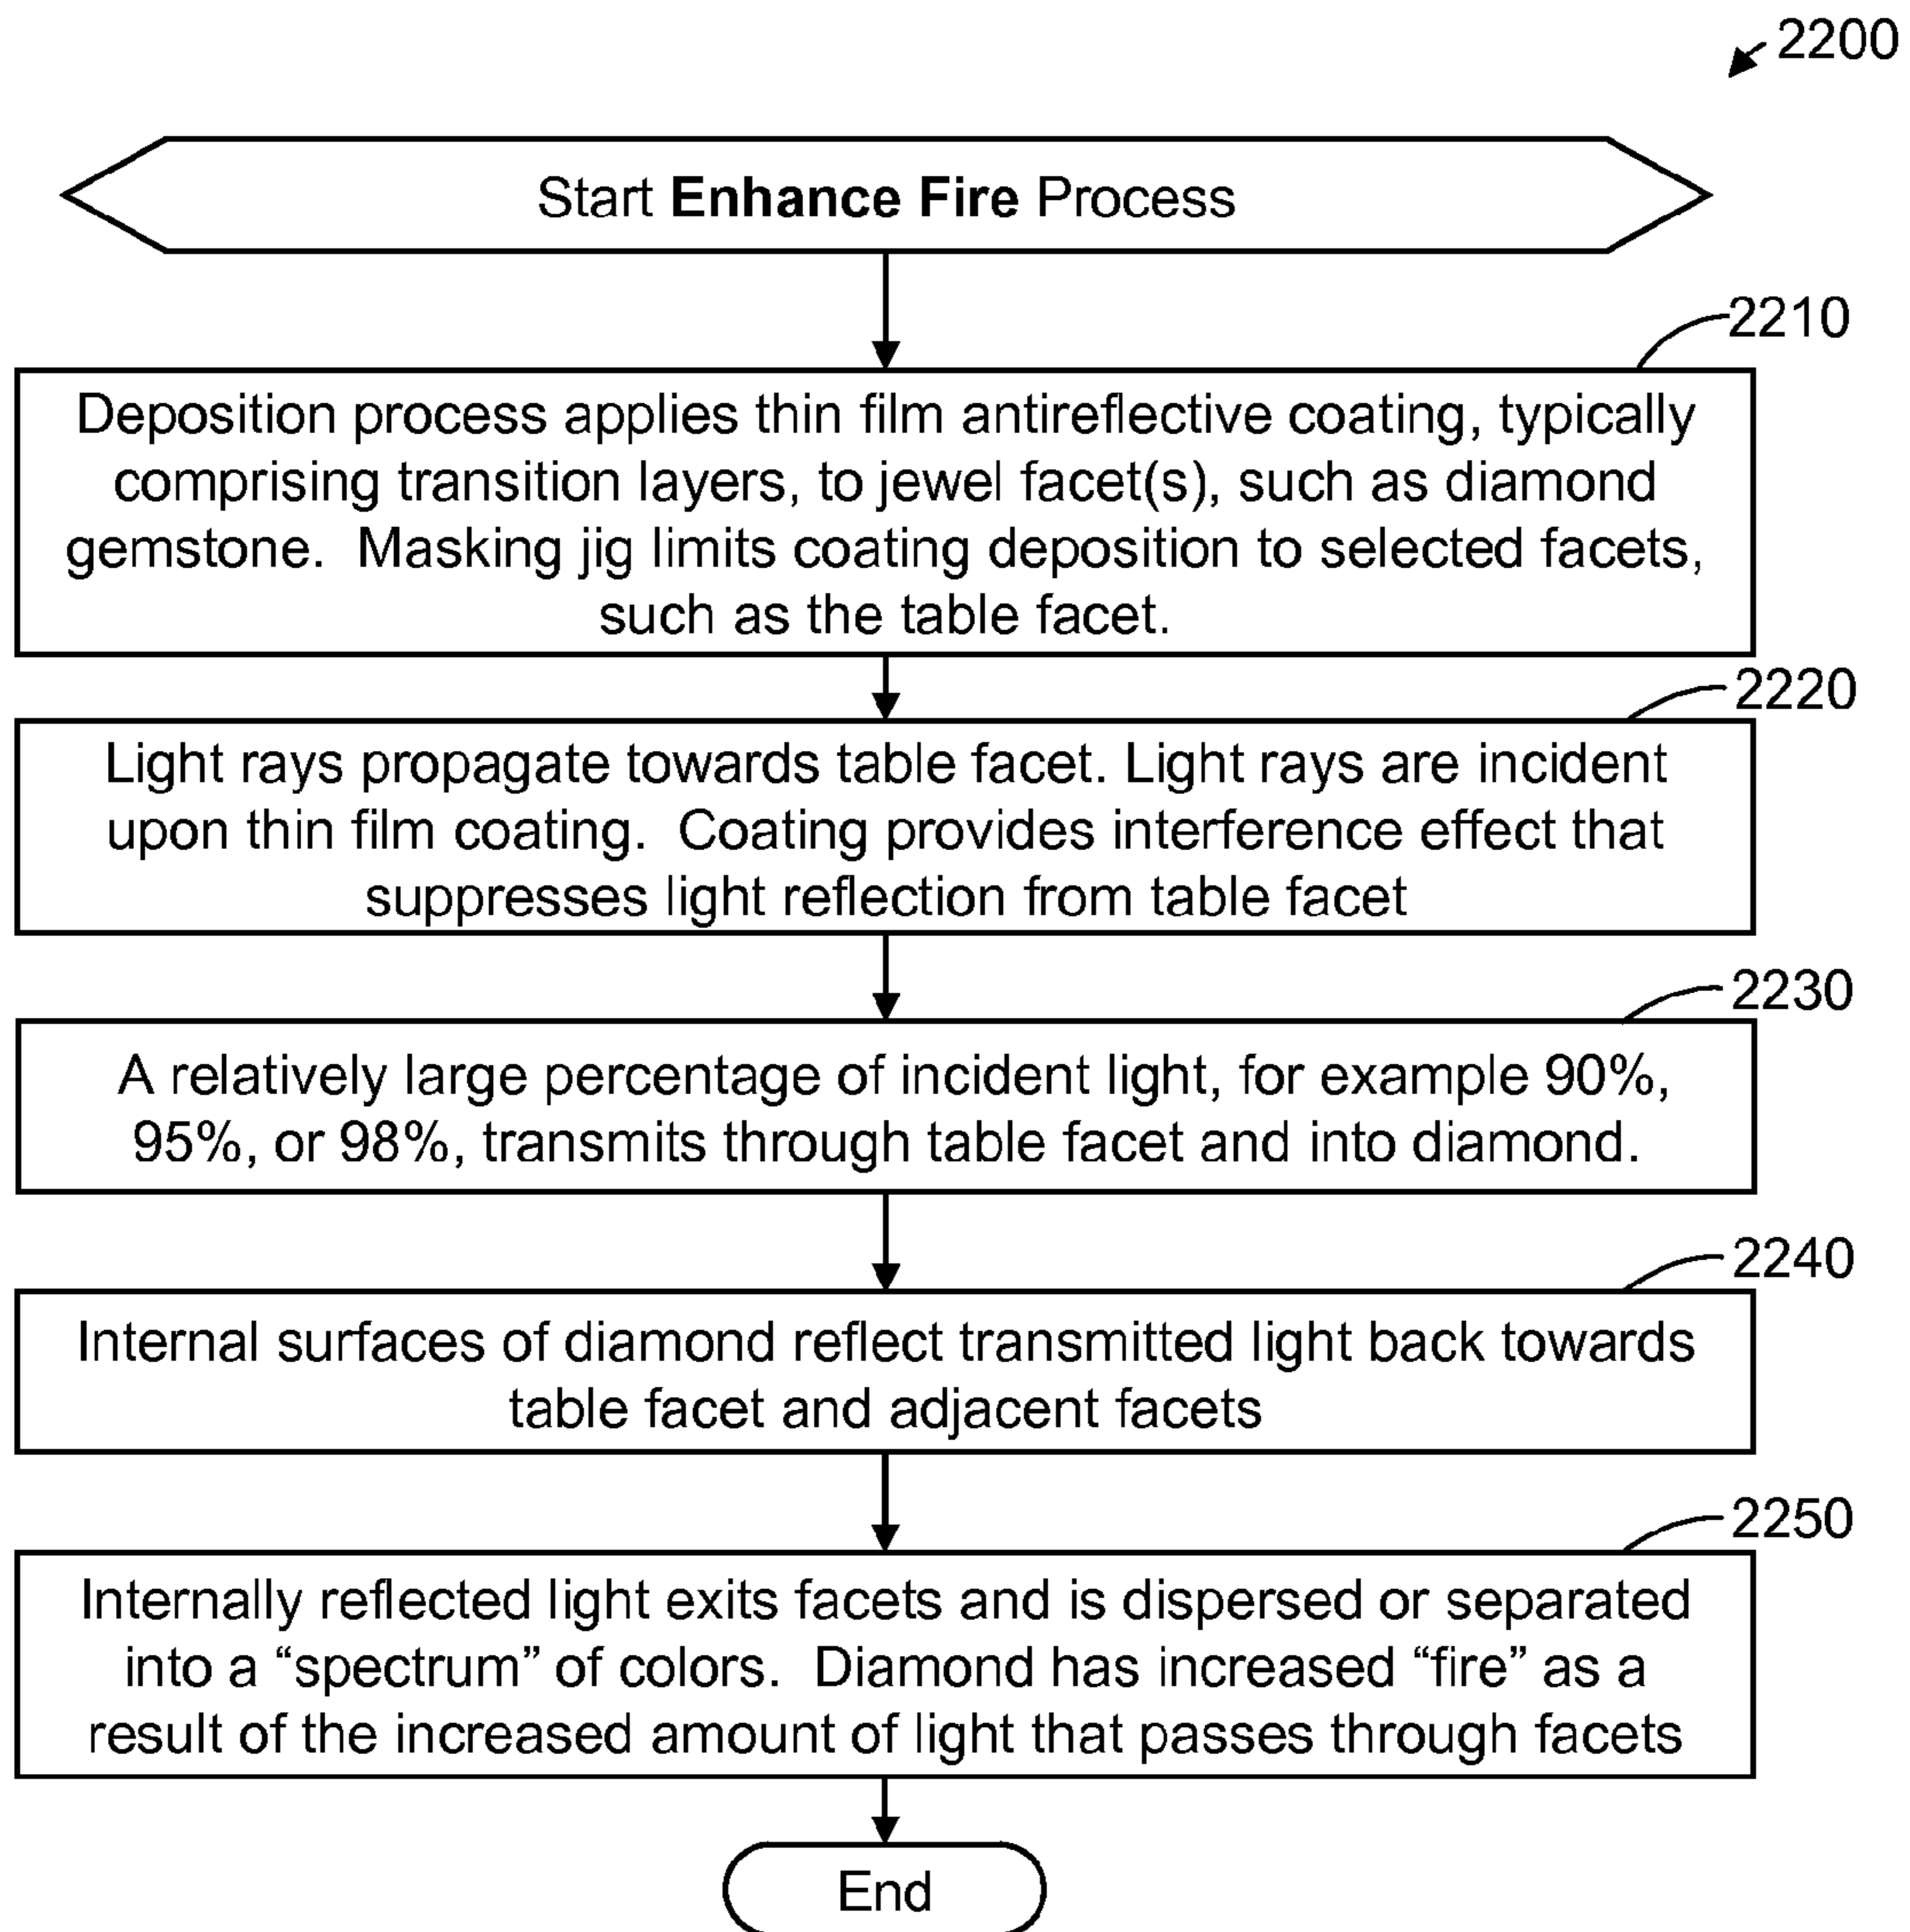 2200
Start Enhance Fire Process
2210
Deposition process applies thin film antireflective coating, typically
comprising transition layers, to jewel facet(s), such as diamond
gemstone. Masking jig limits coating deposition to selected facets,
such as the table facet.
2220
Light rays propagate towards table facet. Light rays are incident
upon thin film coating. Coating provides interference effect that
suppresses light reflection from table facet
2230
A relatively large percentage of incident light, for example 90%,
95%, or 98%, transmits through table facet and into diamond.
2240
Internal surfaces of diamond reflect transmitted light back towards
table facet and adjacent facets
2250
Internally reflected light exits facets and is dispersed or separated
into a “spectrum” of colors. Diamond has increased “fire” as a
result of the increased amount of light that passes through facets
End